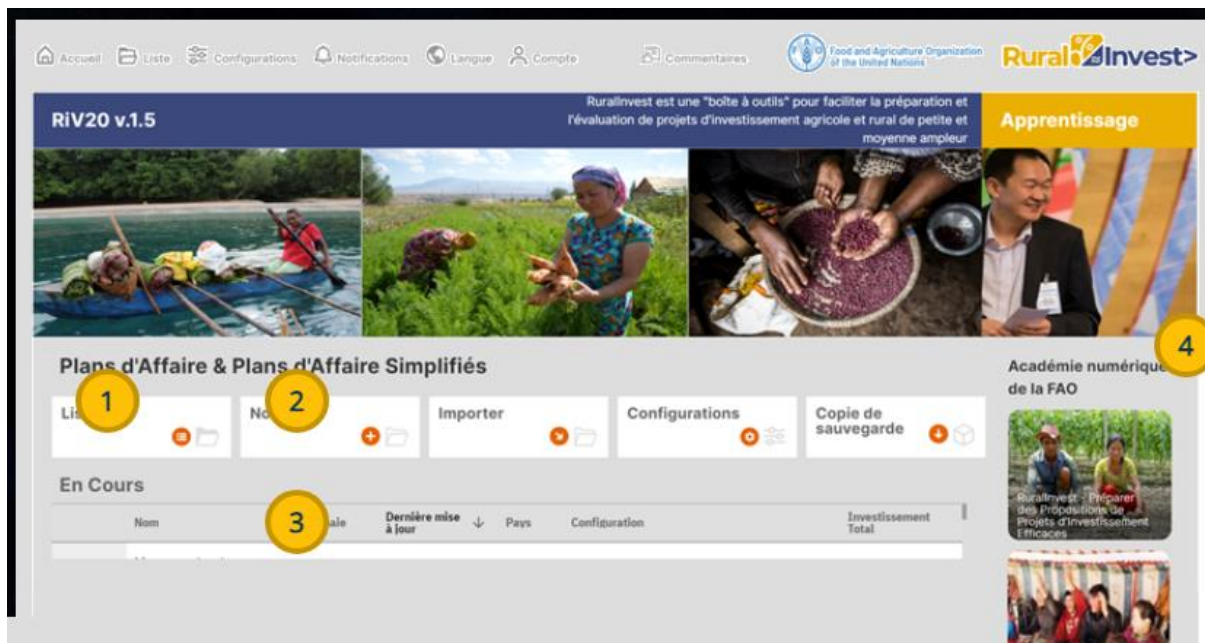 Accueil Liste Configurations Notifications Langue Compte Commentaires
Food and Agriculture Organization
of the United Nations
Rural Invest>
RiV20 v.1.5
RuralInvest est une "boîte à outils" pour faciliter la préparation et
l'évaluation de projets d'investissement agricole et rural de petite et
moyenne ampleur
Apprentissage
Plans d'Affaire & Plans d'Affaire Simplifiés
1
2
Importer
Configurations
Copie de
sauvegarde
En Cours
Nom
3
Dernière mise
à jour
Pays
Configuration
Investissement
Total
4
Académie numérique
de la FAO
RuralInvest - Préparer
des Propositions de
Projets d'Investissement
Efficaces